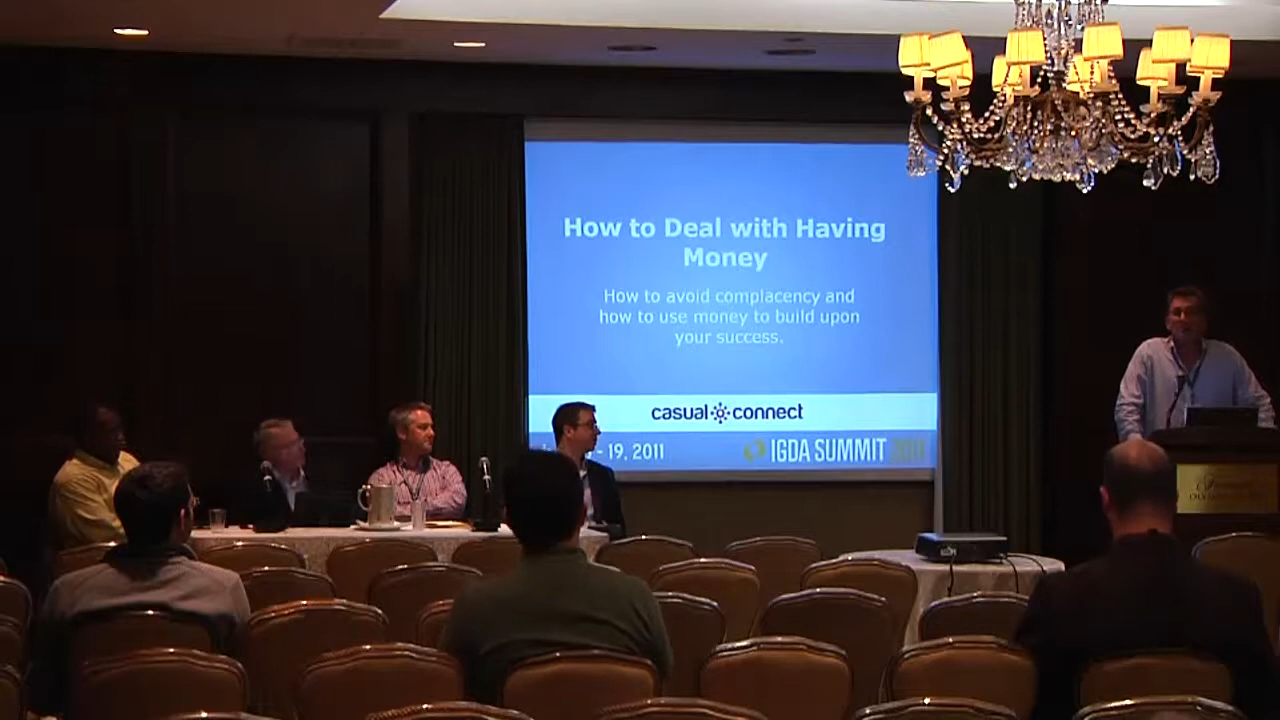 How to Deal with Having
Money
How to avoid complacency and
how to use money to build upon
your success.
casual connect
- 19, 2011
IGDA SUMMIT 2011